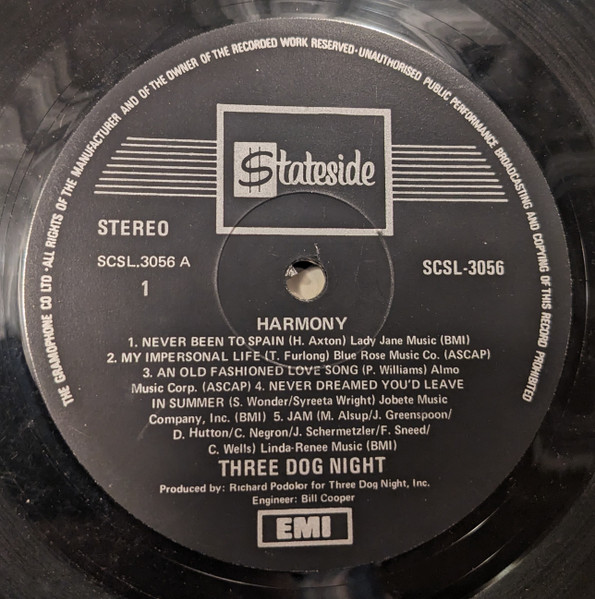 THE GRAMOPHONE CO LTD · ALL RIGHTS OF THE MANUFACTURER AND OF THE OWNER OF THE RECORDED WORK RESERVED · UNAUTHORISED PUBLIC PERFORMANCE BROADCASTING AND COPYING OF THIS RECORD PROHIBITED
$tateside
STEREO
SCSL.3056 A
SCSL-3056
1
HARMONY
1. NEVER BEEN TO SPAIN (H. Axton) Lady Jane Music (BMI)
2. MY IMPERSONAL LIFE (T. Furlong) Blue Rose Music Co. (ASCAP)
3. AN OLD FASHIONED LOVE SONG (P. Williams) Almo
Music Corp. (ASCAP) 4. NEVER DREAMED YOU'D LEAVE
IN SUMMER (S. Wonder/Syreeta Wright) Jobete Music
Company, Inc. (BMI) 5. JAM (M. Alsup/J. Greenspoon/
D. Hutton/C. Negron/J. Schermetzler/F. Sneed/
C. Wells) Linda-Renee Music (BMI)
THREE DOG NIGHT
Produced by: Richard Podolor for Three Dog Night, Inc.
Engineer: Bill Cooper
EMI